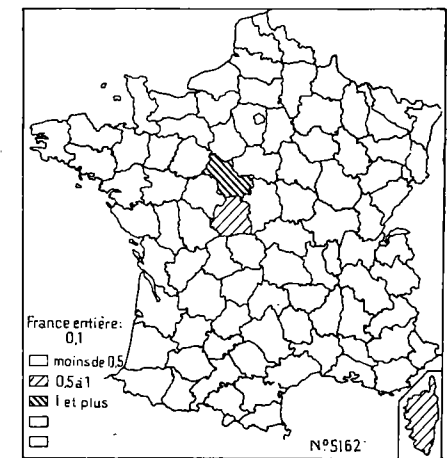 France entière:
0,1
moins de 0,5
0,5 à 1
1 et plus
N°5162